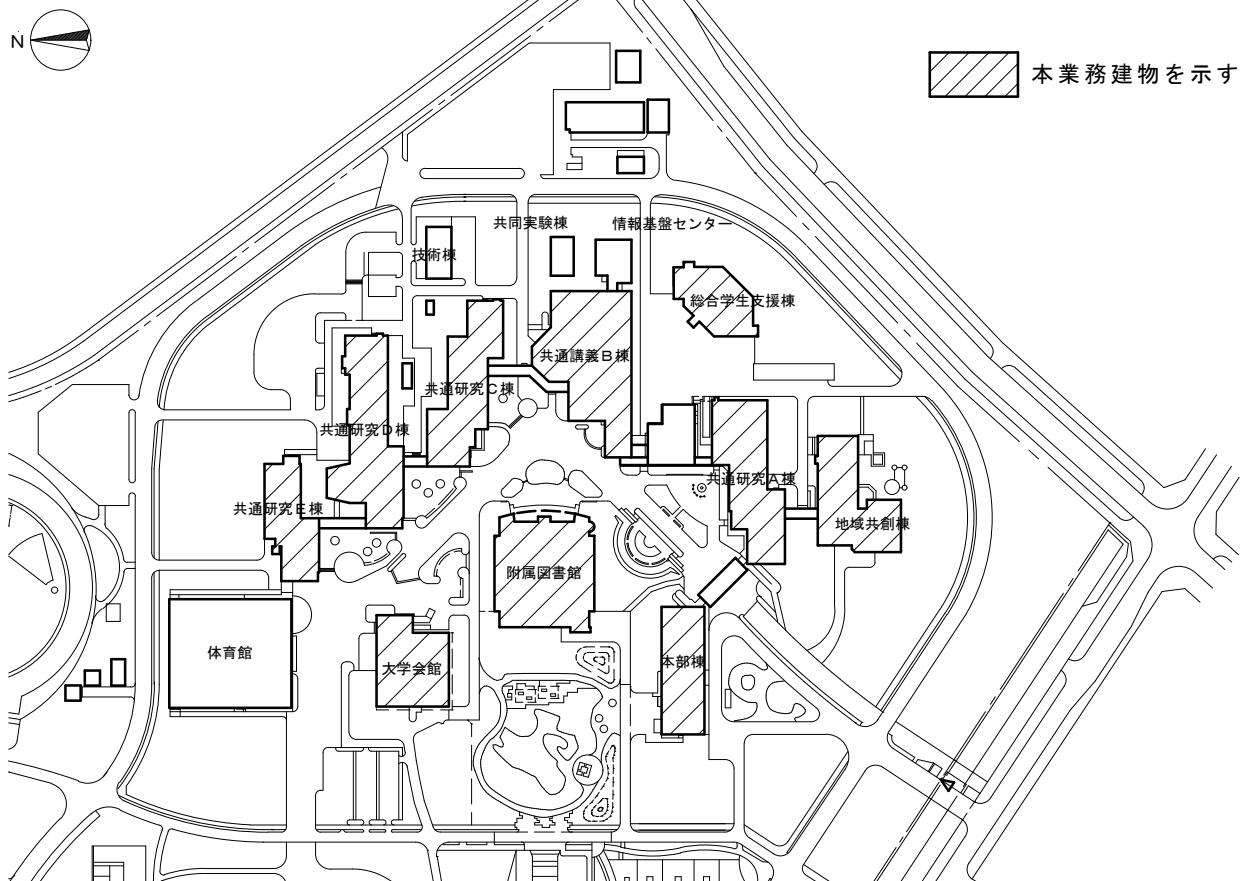 N
本業務建物を示す
共同実験棟
情報基盤センター
技術棟
総合学生支援棟
共通講義B棟
共通研究C棟
共通研究D棟
共通研究A棟
共通研究E棟
地域共創棟
附属図書館
体育館
大学会館
本部棟